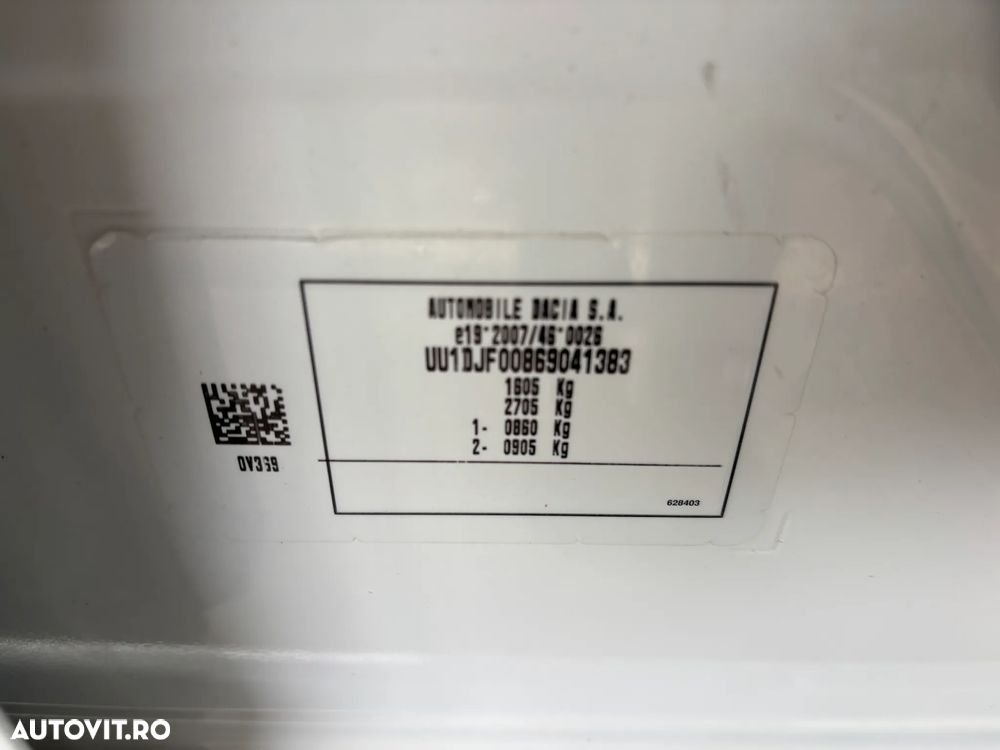 AUTOMOBILE DACIA S.A.
e19*2007/46*0026
UU1DJF00869041383
1605 Kg
2705 Kg
1- 0860 Kg
2- 0905 Kg
0V369
628403
AUTOVIT.RO